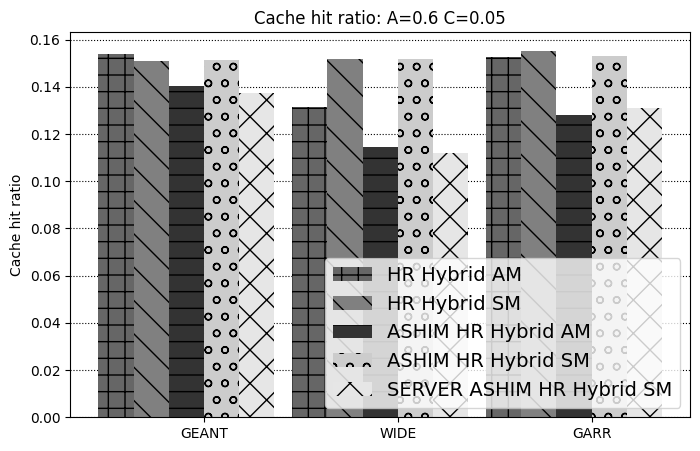 Cache hit ratio: A=0.6 C=0.05
Cache hit ratio
0.16
0.14
0.12
0.10
0.08
0.06
0.04
0.02
0.00
HR Hybrid AM
HR Hybrid SM
ASHIM HR Hybrid AM
ASHIM HR Hybrid SM
SERVER ASHIM HR Hybrid SM
GEANT
WIDE
GARR